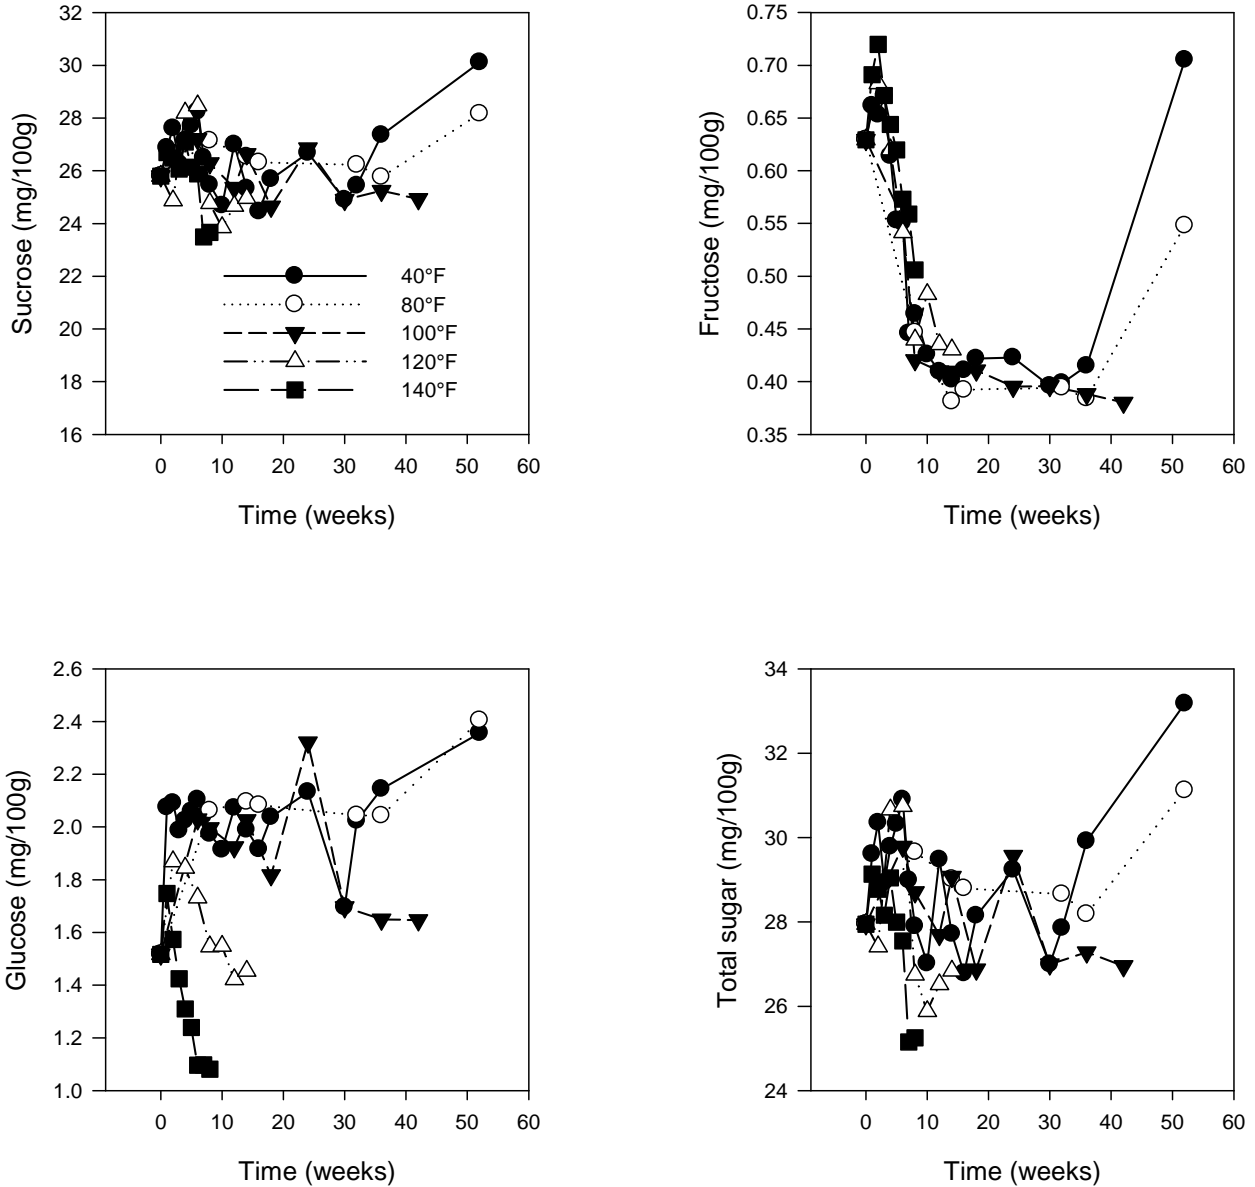 Sucrose (mg/100g)
32
30
28
26
24
22
20
18
16
40°F
80°F
100°F
120°F
140°F
0 10 20 30 40 50 60
Time (weeks)
Fructose (mg/100g)
0.75
0.70
0.65
0.60
0.55
0.50
0.45
0.40
0.35
0 10 20 30 40 50 60
Time (weeks)
Glucose (mg/100g)
2.6
2.4
2.2
2.0
1.8
1.6
1.4
1.2
1.0
0 10 20 30 40 50 60
Time (weeks)
Total sugar (mg/100g)
34
32
30
28
26
24
0 10 20 30 40 50 60
Time (weeks)